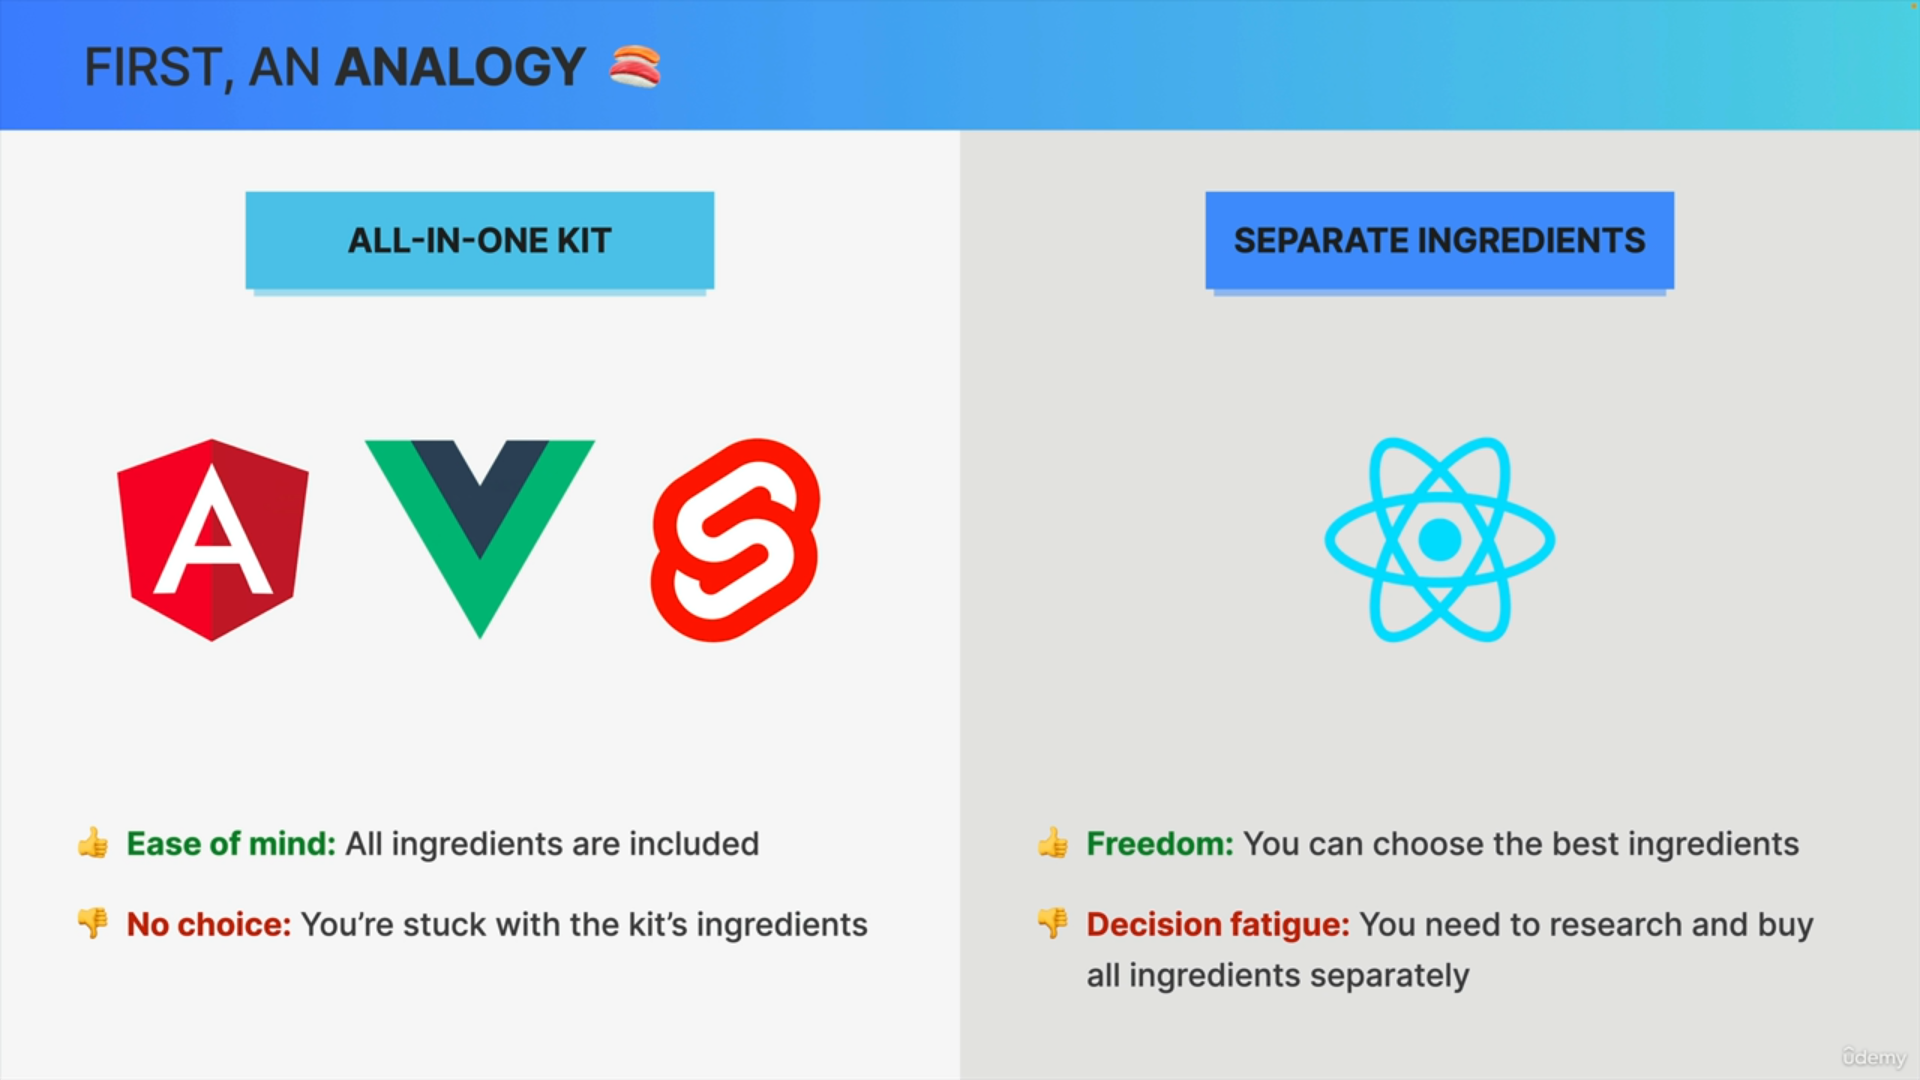 FIRST, AN ANALOGY
ALL-IN-ONE KIT
Ease of mind: All ingredients are included
No choice: You're stuck with the kit's ingredients
SEPARATE INGREDIENTS
Freedom: You can choose the best ingredients
Decision fatigue: You need to research and buy
all ingredients separately
ûdemy